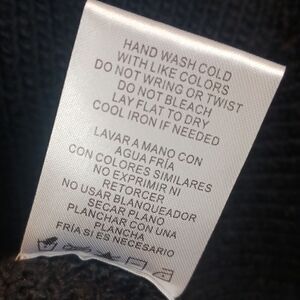 HAND WASH COLD
WITH LIKE COLORS
DO NOT WRING OR TWIST
DO NOT BLEACH
LAY FLAT TO DRY
COOL IRON IF NEEDED
LAVAR A MANO CON
AGUA FRÍA
CON COLORES SIMILARES
NO EXPRIMIR NI
RETORCER
NO USAR BLANQUEADOR
SECAR PLANO
PLANCHAR CON UNA
PLANCHA
FRÍA SI ES NECESARIO